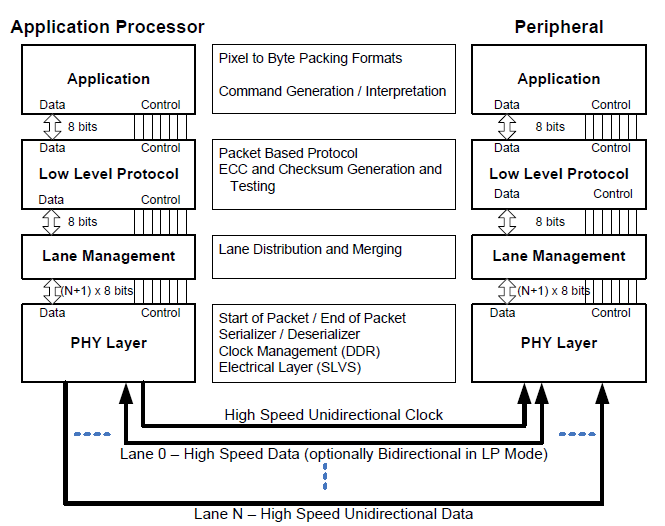 Application Processor
Peripheral
Application
Data Control
8 bits
Data Control
Low Level Protocol
8 bits
Lane Management
(N+1) x 8 bits
Data Control
PHY Layer
Pixel to Byte Packing Formats
Command Generation / Interpretation
Packet Based Protocol
ECC and Checksum Generation and
Testing
Lane Distribution and Merging
Start of Packet / End of Packet
Serializer / Deserializer
Clock Management (DDR)
Electrical Layer (SLVS)
Application
Data Control
8 bits
Data Control
Low Level Protocol
Data Control
8 bits
Lane Management
(N+1) x 8 bits
Data Control
PHY Layer
High Speed Unidirectional Clock
Lane 0 – High Speed Data (optionally Bidirectional in LP Mode)
Lane N – High Speed Unidirectional Data